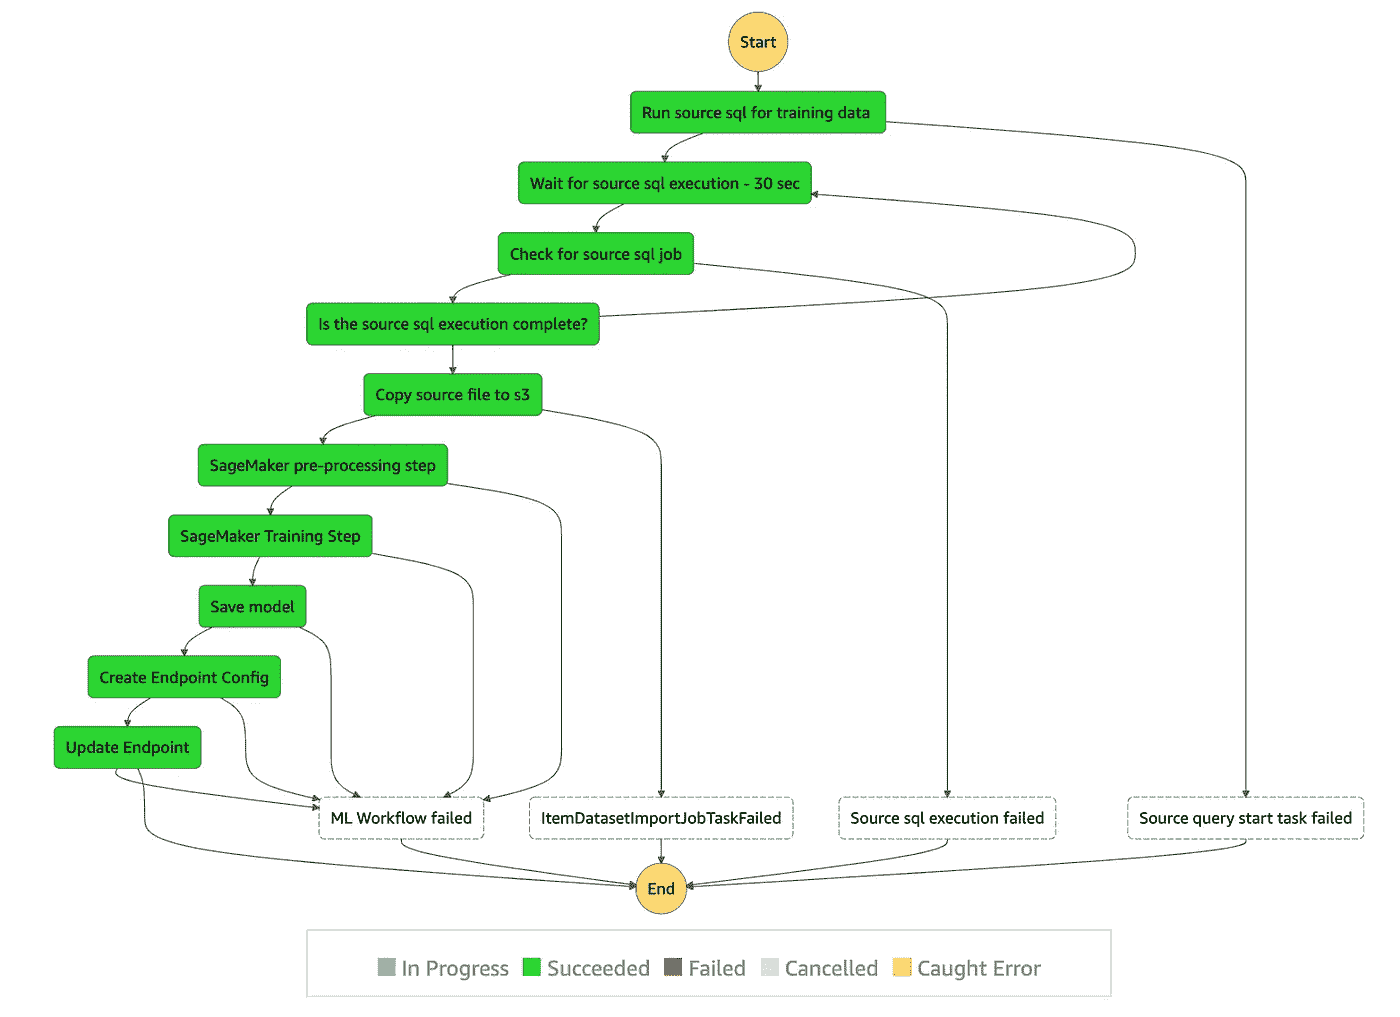 Start
Run source sql for training data
Wait for source sql execution - 30 sec
Check for source sql job
Is the source sql execution complete?
Copy source file to s3
SageMaker pre-processing step
SageMaker Training Step
Save model
Create Endpoint Config
Update Endpoint
ML Workflow failed
ItemDatasetImportJobTaskFailed
Source sql execution failed
Source query start task failed
End
In Progress
Succeeded
Failed
Cancelled
Caught Error